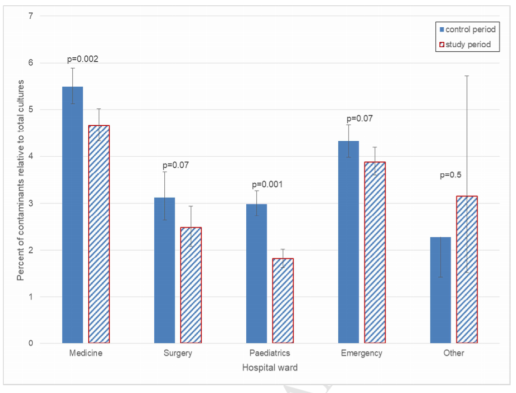 7
control period
study period
6
p=0.002
5
p=0.07
4
p=0.07
p=0.001
p=0.5
3
2
1
0
Percent of contaminants relative to total cultures
Medicine Surgery Paediatrics Emergency Other
Hospital ward